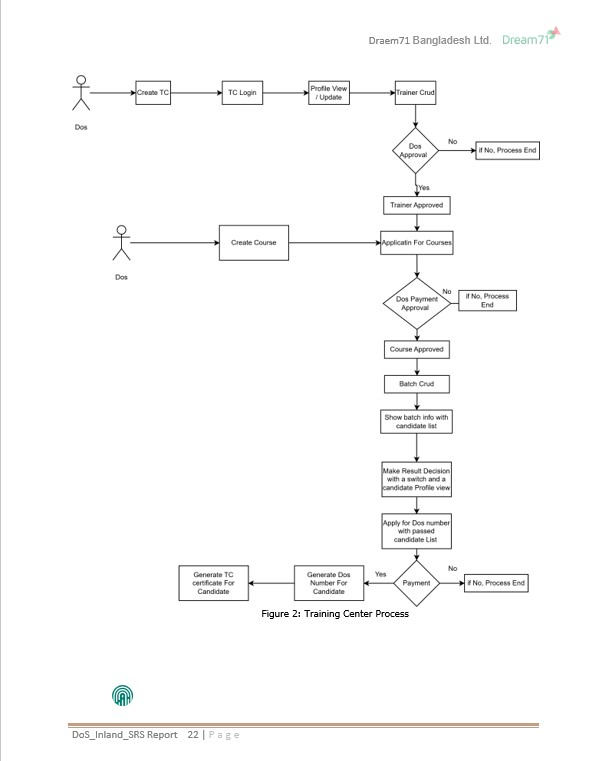 Draem71 Bangladesh Ltd. Dream71
Create TC
TC Login
Profile View
/ Update
Trainer Crud
Dos
Dos
Approval
No
if No, Process End
Yes
Trainer Approved
Create Course
Applicatin For Courses
Dos
Dos Payment
Approval
No
if No, Process
End
Course Approved
Batch Crud
Show batch info with
candidate list
Make Result Decision
with a switch and a
candidate Profile view
Apply for Dos number
with passed
candidate List
Generate TC
certificate For
Candidate
Generate Dos
Number For
Candidate
Yes
Payment
No
if No, Process End
Figure 2: Training Center Process
DoS_Inland_SRS Report 22 | P a g e